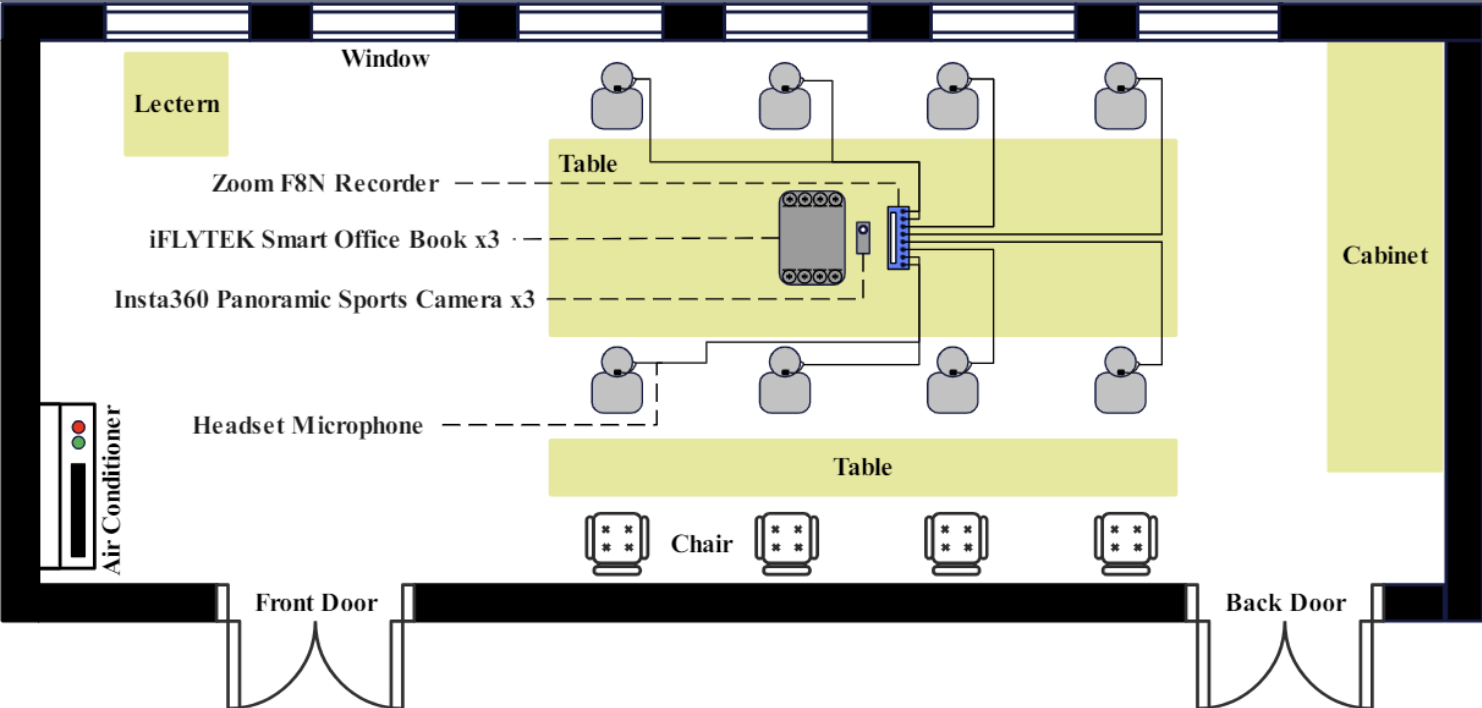 Window
Lectern
Table
Zoom F8N Recorder
iFLYTEK Smart Office Book x3
Cabinet
Insta360 Panoramic Sports Camera x3
Headset Microphone
Air Conditioner
Table
Chair
Front Door
Back Door